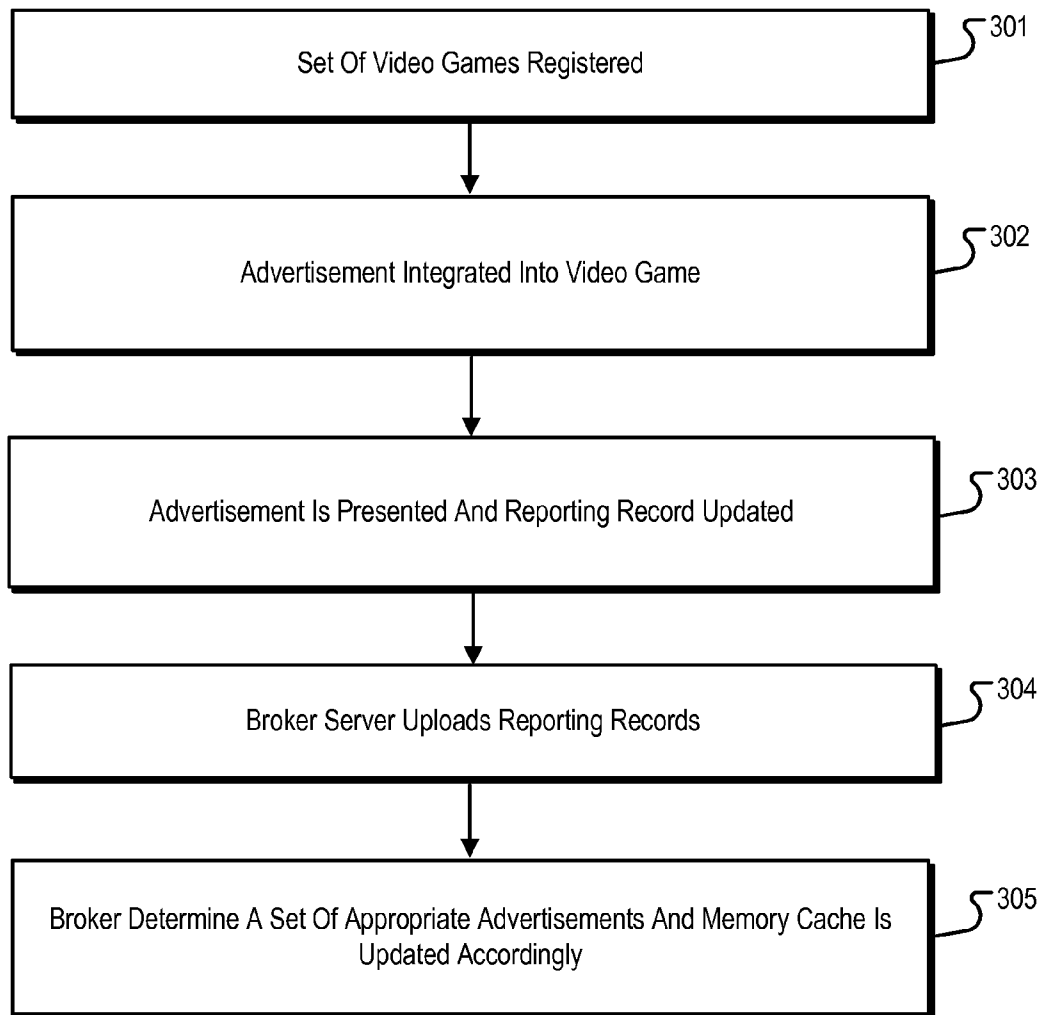 Set Of Video Games Registered
301
Advertisement Integrated Into Video Game
302
Advertisement Is Presented And Reporting Record Updated
303
Broker Server Uploads Reporting Records
304
Broker Determine A Set Of Appropriate Advertisements And Memory Cache Is
Updated Accordingly
305